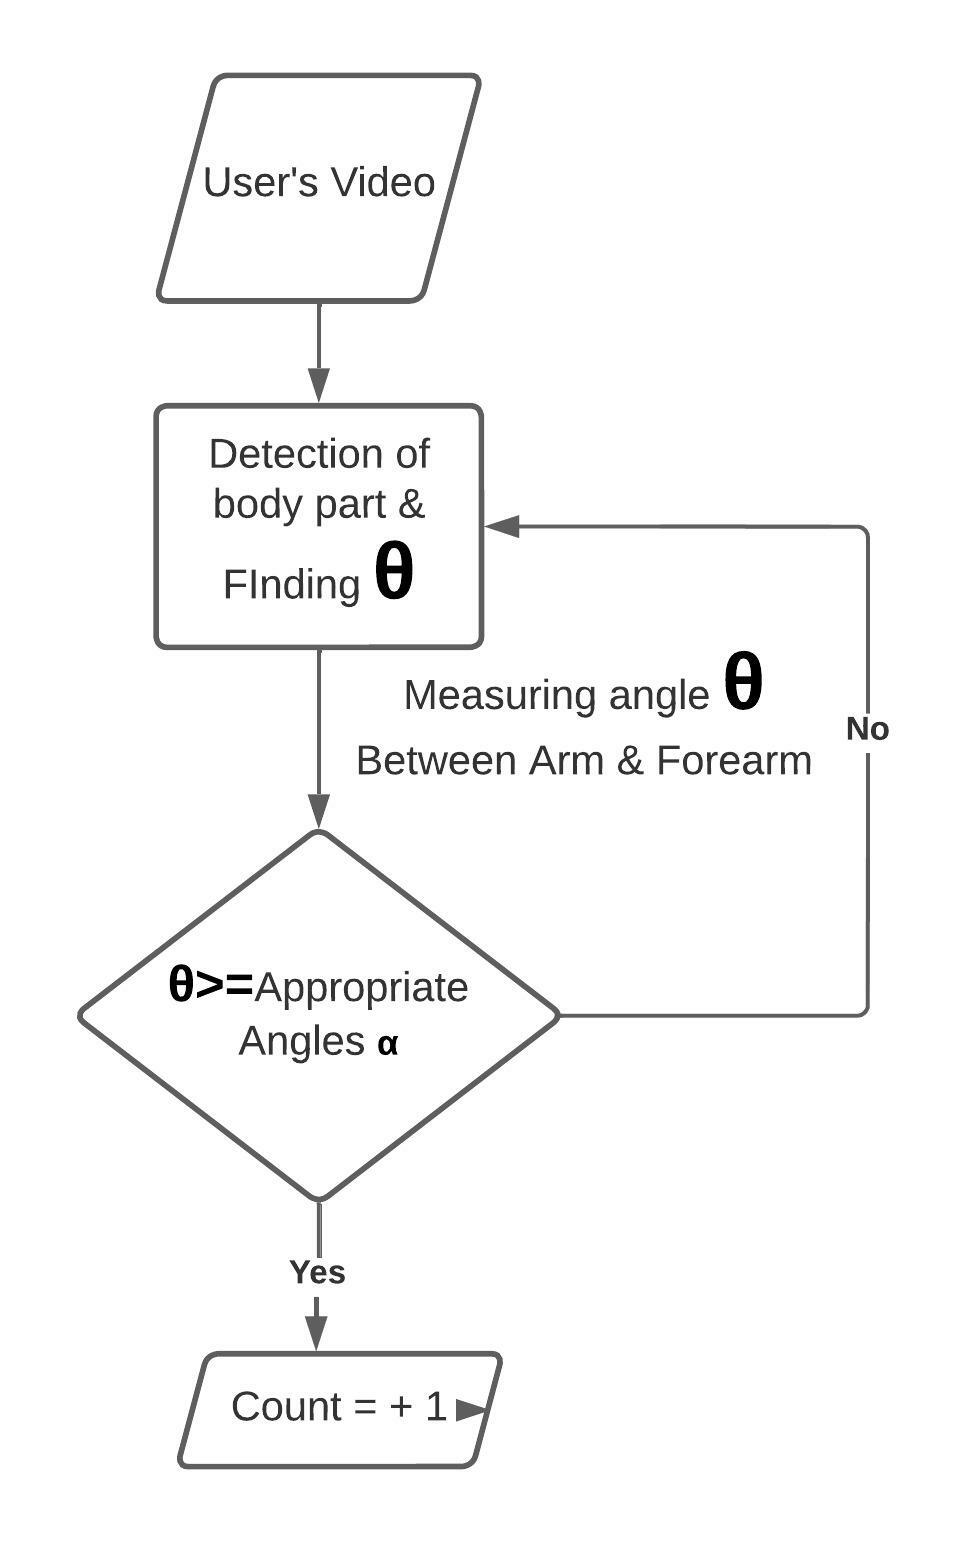 User's Video
Detection of
body part &
FInding θ
Measuring angle θ
Between Arm & Forearm
No
θ>=Appropriate
Angles α
Yes
Count = + 1